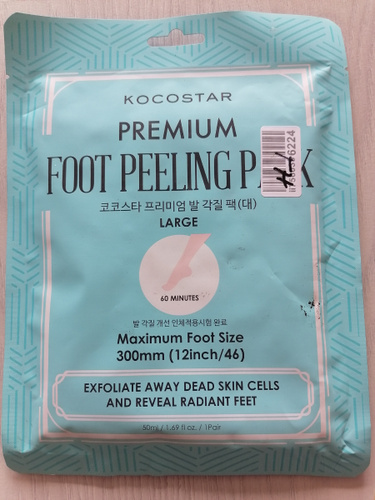 KOCOSTAR
PREMIUM
FOOT PEELING
코코스타 프리미엄 발 각질 팩(대)
LARGE
60 MINUTES
발 각질 개선 인체적용시험 완료
Maximum Foot Size
300mm (12inch/46)
EXFOLIATE AWAY DEAD SKIN CELLS
AND REVEAL RADIANT FEET
50ml / 1.69 fl oz. / 1Pair